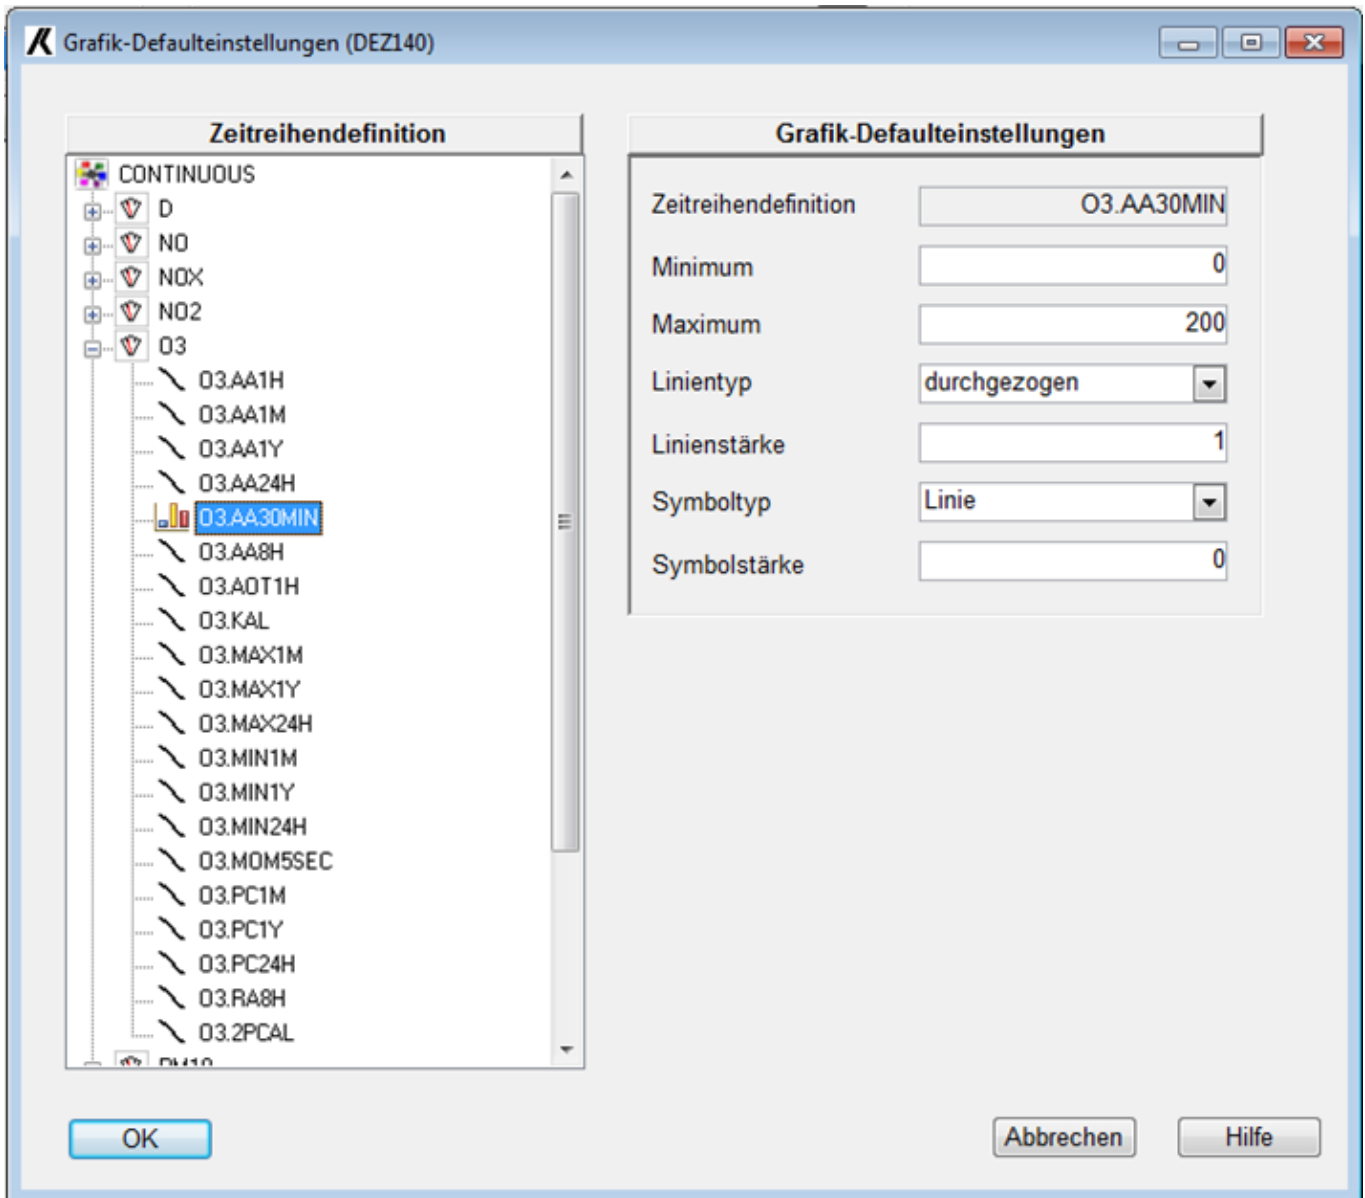 Grafik-Defaulteinstellungen (DEZ140)
Zeitreihendefinition
CONTINUOUS
D
NO
NOX
NO2
O3
O3.AA1H
O3.AA1M
O3.AA1Y
O3.AA24H
O3.AA30MIN
O3.AA8H
O3.AOT1H
O3.KAL
O3.MAX1M
O3.MAX1Y
O3.MAX24H
O3.MIN1M
O3.MIN1Y
O3.MIN24H
O3.MOM5SEC
O3.PC1M
O3.PC1Y
O3.PC24H
O3.RA8H
O3.2PCAL
Grafik-Defaulteinstellungen
Zeitreihendefinition O3.AA30MIN
Minimum 0
Maximum 200
Linientyp durchgezogen
Linienstärke 1
Symboltyp Linie
Symbolstärke 0
OK Abbrechen Hilfe